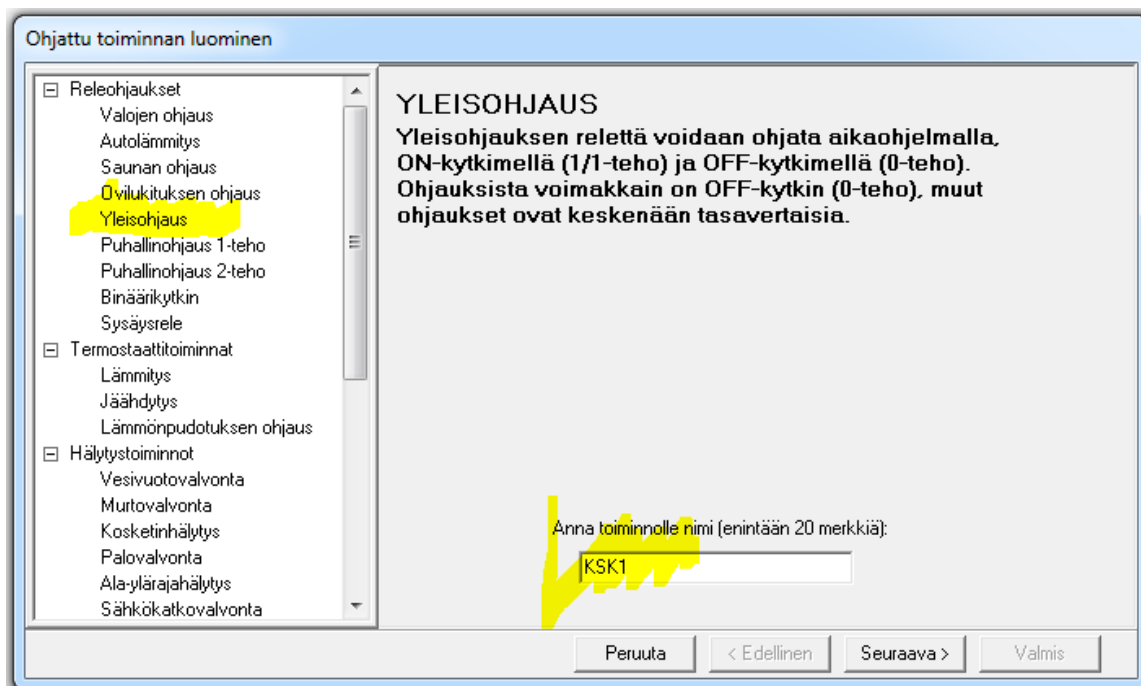 Ohjattu toiminnan luominen
Releohjaukset
Valojen ohjaus
Autolämmitys
Saunan ohjaus
Ovilukituksen ohjaus
Yleisohjaus
Puhallinohjaus 1-teho
Puhallinohjaus 2-teho
Binäärikytkin
Sysäysrele
Termostaattitoiminnat
Lämmitys
Jäähdytys
Lämmönpudotuksen ohjaus
Hälytystoiminnot
Vesivuotovalvonta
Murtovalvonta
Kosketinhälytys
Palovalvonta
Ala-ylärajahälytys
Sähkökatkovalvonta
YLEISOHJAUS
Yleisohjauksen relettä voidaan ohjata aikaohjelmalla,
ON-kytkimellä (1/1-teho) ja OFF-kytkimellä (0-teho).
Ohjauksista voimakkain on OFF-kytkin (0-teho), muut
ohjaukset ovat keskenään tasavertaisia.
Anna toiminnolle nimi (enintään 20 merkkiä):
KSK1
Peruuta
< Edellinen
Seuraava >
Valmis